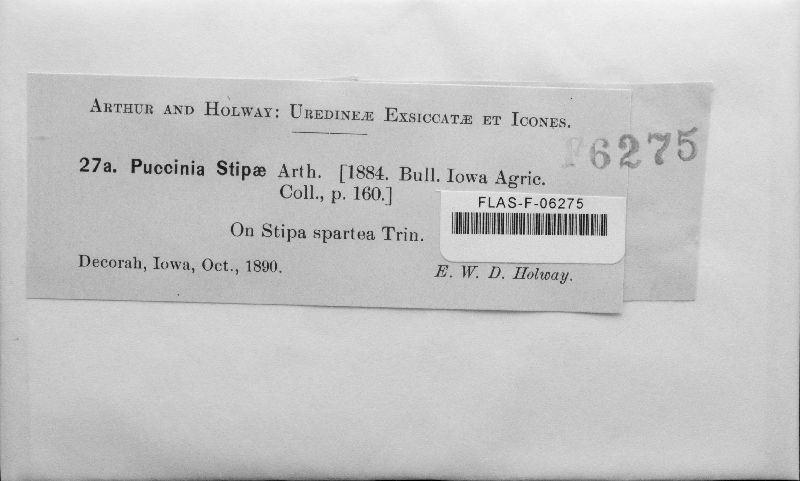 Arthur and Holway: Uredineæ Exsiccatæ et Icones.
F6275
27a. Puccinia Stipæ Arth. [1884. Bull. Iowa Agric.
Coll., p. 160.]
FLAS-F-06275
On Stipa spartea Trin.
Decorah, Iowa, Oct., 1890.
E. W. D. Holway.